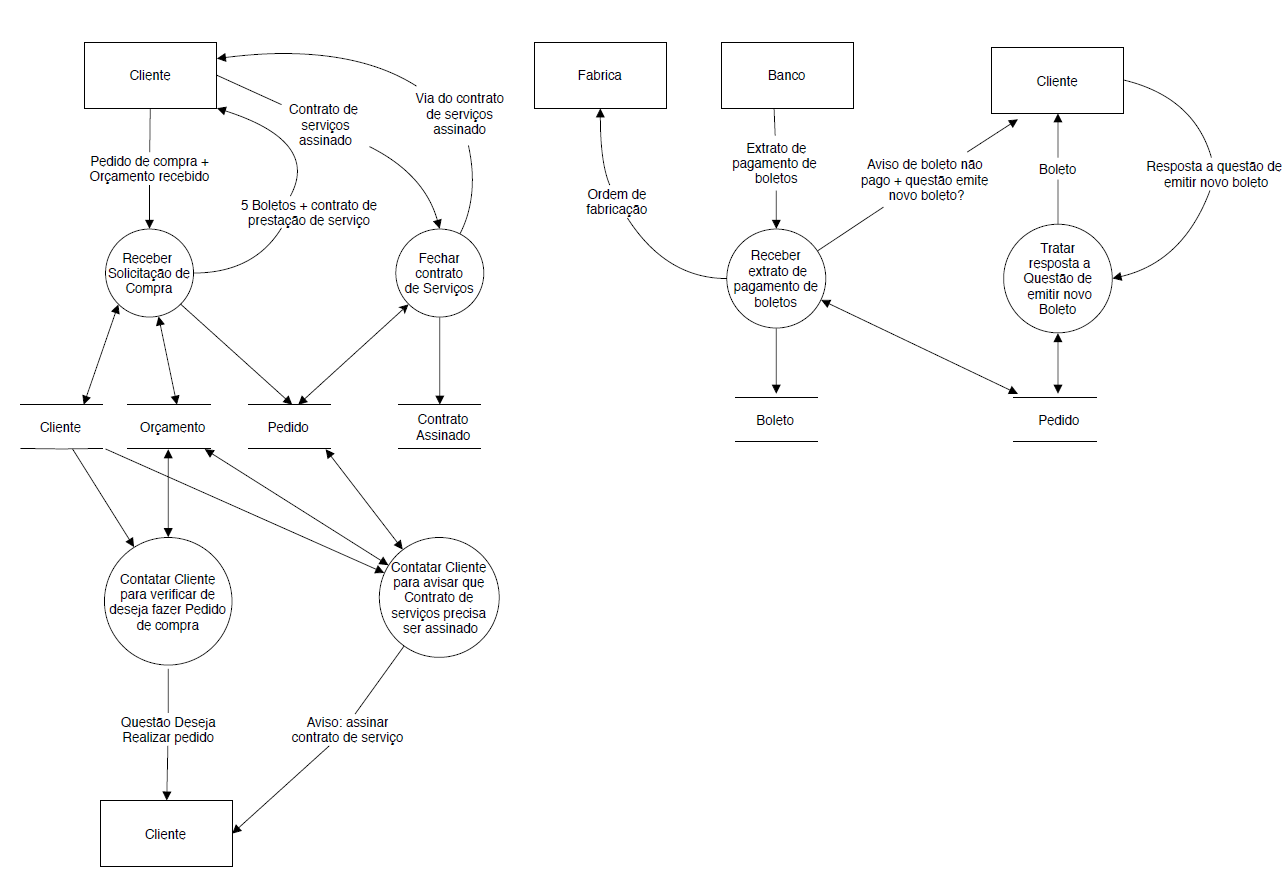 Cliente
Fabrica
Banco
Cliente
Contrato de
serviços
assinado
Via do contrato
de serviços
assinado
Pedido de compra +
Orçamento recebido
5 Boletos + contrato de
prestação de serviço
Extrato de
pagamento de
boletos
Aviso de boleto não
pago + questão emite
novo boleto?
Boleto
Resposta a questão de
emitir novo boleto
Ordem de
fabricação
Receber
Solicitação de
Compra
Fechar
contrato
de Serviços
Receber
extrato de
pagamento de
boletos
Tratar
resposta a
Questão de
emitir novo
Boleto
Cliente
Orçamento
Pedido
Contrato
Assinado
Boleto
Pedido
Contatar Cliente
para verificar de
deseja fazer Pedido
de compra
Contatar Cliente
para avisar que
Contrato de
serviços precisa
ser assinado
Questão Deseja
Realizar pedido
Aviso: assinar
contrato de serviço
Cliente